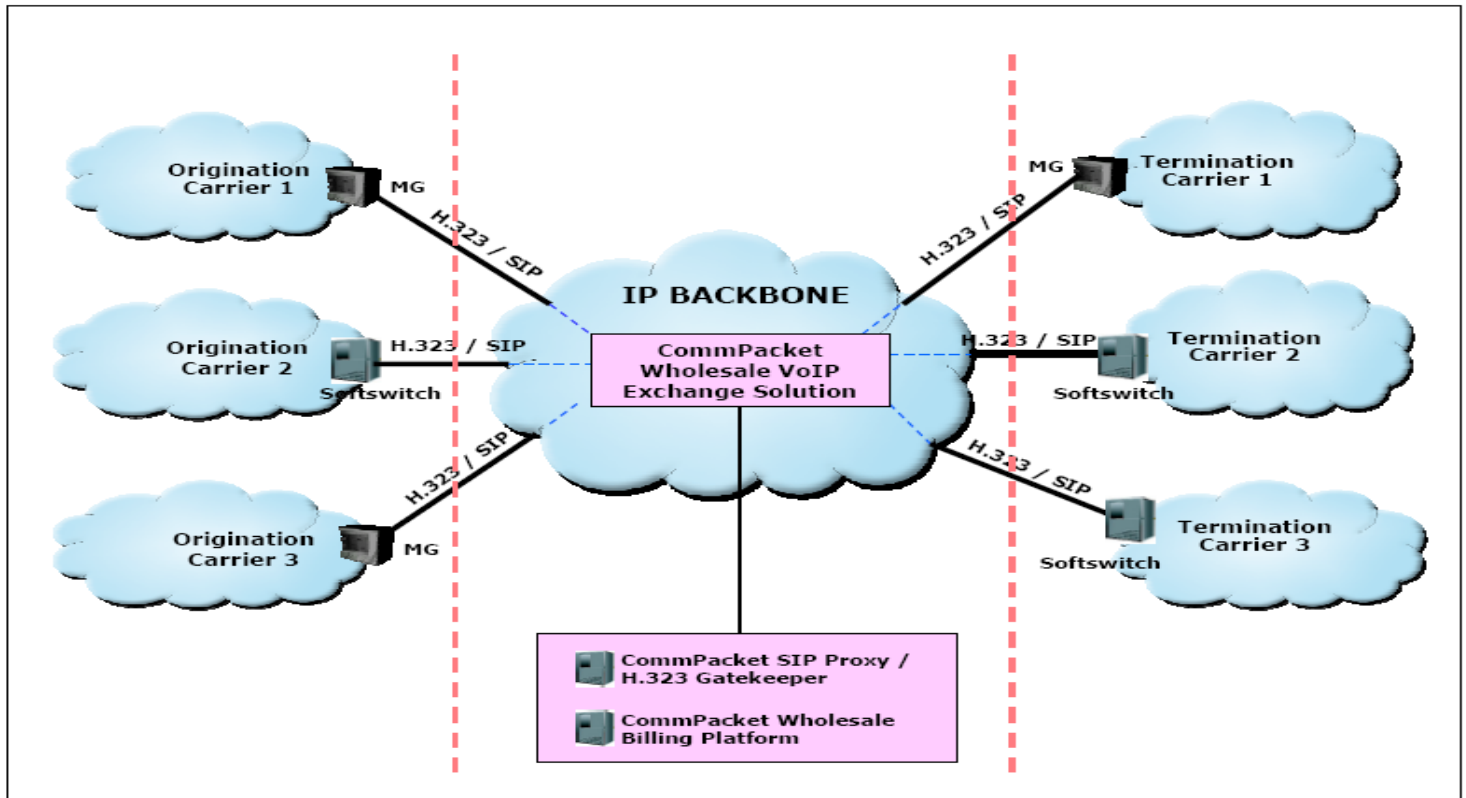 Origination
Carrier 1
MG
H.323 / SIP
Origination
Carrier 2
Softswitch
H.323 / SIP
Origination
Carrier 3
MG
H.323 / SIP
IP BACKBONE
CommPacket
Wholesale VoIP
Exchange Solution
MG
Termination
Carrier 1
H.323 / SIP
Termination
Carrier 2
H.323 / SIP
Softswitch
H.323 / SIP
Termination
Carrier 3
Softswitch
CommPacket SIP Proxy /
H.323 Gatekeeper
CommPacket Wholesale
Billing Platform